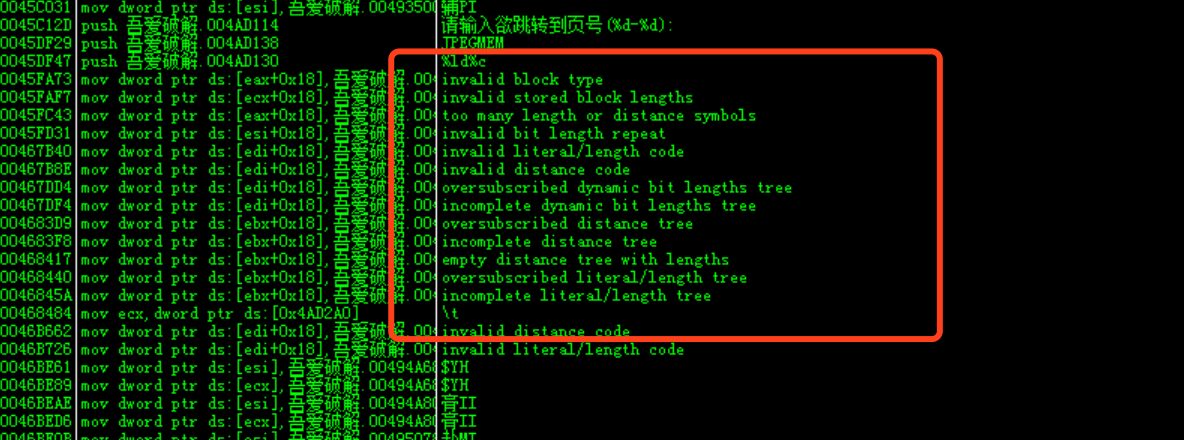 0045C031 mov dword ptr ds:[esi],吾爱破解.00493500 辅PI
0045C12D push 吾爱破解.004AD114 请输入欲跳转到页号(%d-%d):
0045DF29 push 吾爱破解.004AD138 JPEGMEM
0045DF47 push 吾爱破解.004AD130 %ld%c
0045FA73 mov dword ptr ds:[eax+0x18],吾爱破解.004 invalid block type
0045FAF7 mov dword ptr ds:[ecx+0x18],吾爱破解.004 invalid stored block lengths
0045FC43 mov dword ptr ds:[eax+0x18],吾爱破解.004 too many length or distance symbols
0045FD31 mov dword ptr ds:[esi+0x18],吾爱破解.004 invalid bit length repeat
00467B40 mov dword ptr ds:[edi+0x18],吾爱破解.004 invalid literal/length code
00467B8E mov dword ptr ds:[edi+0x18],吾爱破解.004 invalid distance code
00467DD4 mov dword ptr ds:[edi+0x18],吾爱破解.004 oversubscribed dynamic bit lengths tree
00467DF4 mov dword ptr ds:[edi+0x18],吾爱破解.004 incomplete dynamic bit lengths tree
004683D9 mov dword ptr ds:[ebx+0x18],吾爱破解.004 oversubscribed distance tree
004683F8 mov dword ptr ds:[ebx+0x18],吾爱破解.004 incomplete distance tree
00468417 mov dword ptr ds:[ebx+0x18],吾爱破解.004 empty distance tree with lengths
00468440 mov dword ptr ds:[ebx+0x18],吾爱破解.004 oversubscribed literal/length tree
0046845A mov dword ptr ds:[ebx+0x18],吾爱破解.004 incomplete literal/length tree
00468484 mov ecx,dword ptr ds:[0x4AD2A0] \t
0046B662 mov dword ptr ds:[edi+0x18],吾爱破解.004 invalid distance code
0046B726 mov dword ptr ds:[edi+0x18],吾爱破解.004 invalid literal/length code
0046BE61 mov dword ptr ds:[esi],吾爱破解.00494A68 $YH
0046BE89 mov dword ptr ds:[ecx],吾爱破解.00494A68 $YH
0046BEAE mov dword ptr ds:[esi],吾爱破解.00494A80 膏II
0046BED6 mov dword ptr ds:[ecx],吾爱破解.00494A80 膏II